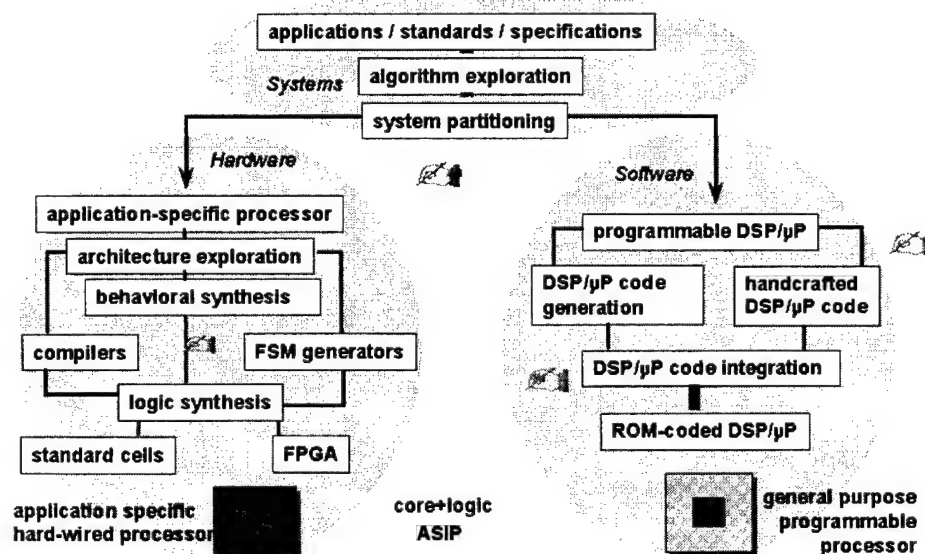 applications / standards / specifications
Systems
algorithm exploration
system partitioning
Hardware
Software
application-specific processor
architecture exploration
behavioral synthesis
compilers
FSM generators
logic synthesis
standard cells
FPGA
programmable DSP/µP
DSP/µP code
generation
handcrafted
DSP/µP code
DSP/µP code integration
ROM-coded DSP/µP
application specific
hard-wired processor
core+logic
ASIP
general purpose
programmable
processor